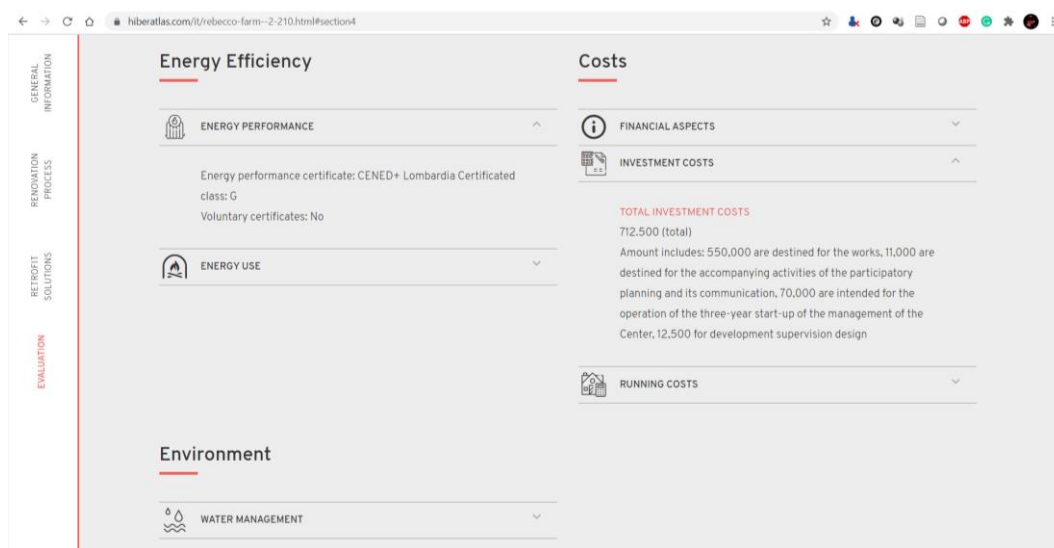 hiberatlas.com/it/rebecco-farm--2-210.html#section4
GENERAL
INFORMATION
RENOVATION
PROCESS
RETROFIT
SOLUTIONS
EVALUATION
Energy Efficiency
ENERGY PERFORMANCE
Energy performance certificate: CENED+ Lombardia Certificated
class: G
Voluntary certificates: No
ENERGY USE
Costs
FINANCIAL ASPECTS
INVESTMENT COSTS
TOTAL INVESTMENT COSTS
712.500 (total)
Amount includes: 550,000 are destined for the works, 11,000 are
destined for the accompanying activities of the participatory
planning and its communication, 70,000 are intended for the
operation of the three-year start-up of the management of the
Center, 12,500 for development supervision design
RUNNING COSTS
Environment
WATER MANAGEMENT